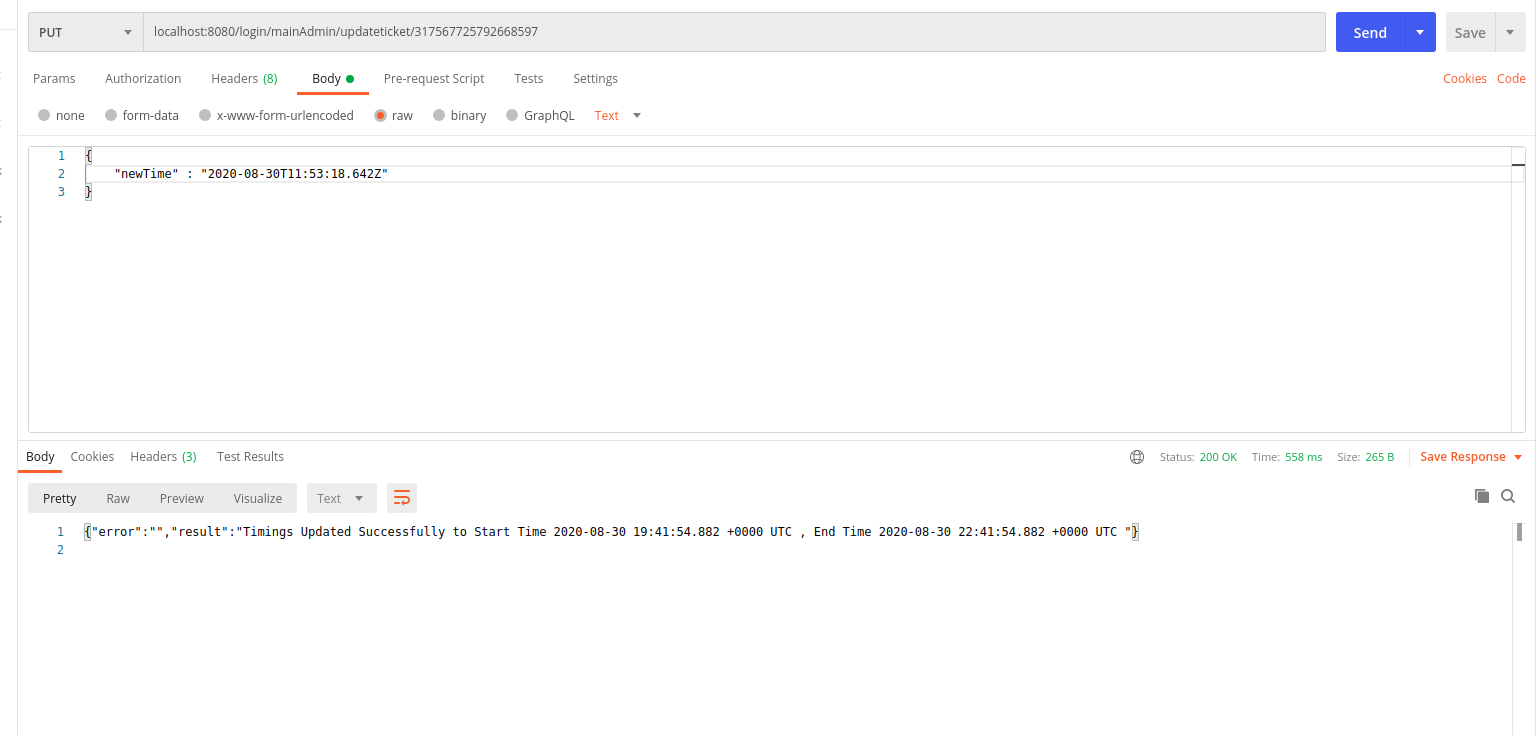 PUT localhost:8080/login/mainAdmin/updateticket/317567725792668597 Send Save
Params Authorization Headers (8) Body Pre-request Script Tests Settings Cookies Code
none form-data x-www-form-urlencoded raw binary GraphQL Text
1 {
2 "newTime" : "2020-08-30T11:53:18.642Z"
3 }
Body Cookies Headers (3) Test Results Status: 200 OK Time: 558 ms Size: 265 B Save Response
Pretty Raw Preview Visualize Text
1 {"error":"","result":"Timings Updated Successfully to Start Time 2020-08-30 19:41:54.882 +0000 UTC , End Time 2020-08-30 22:41:54.882 +0000 UTC "}
2